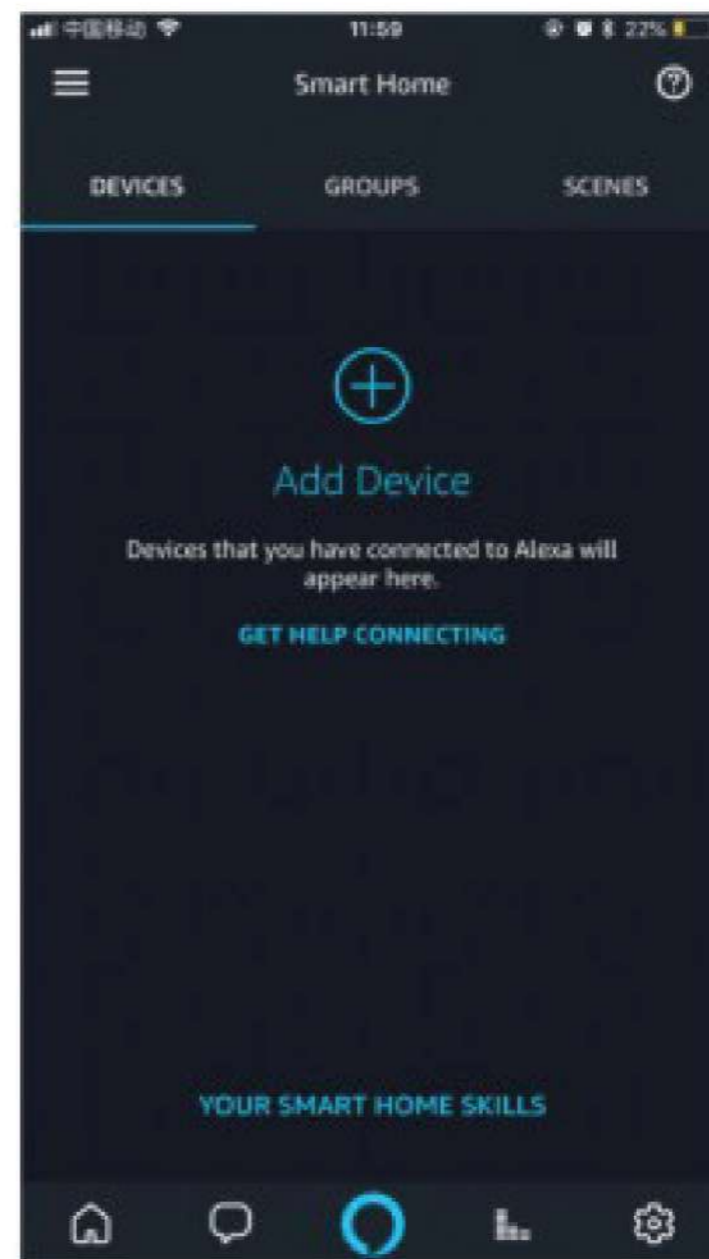 中国移动 11:59 22%
Smart Home
DEVICES GROUPS SCENES
Add Device
Devices that you have connected to Alexa will
appear here.
GET HELP CONNECTING
YOUR SMART HOME SKILLS